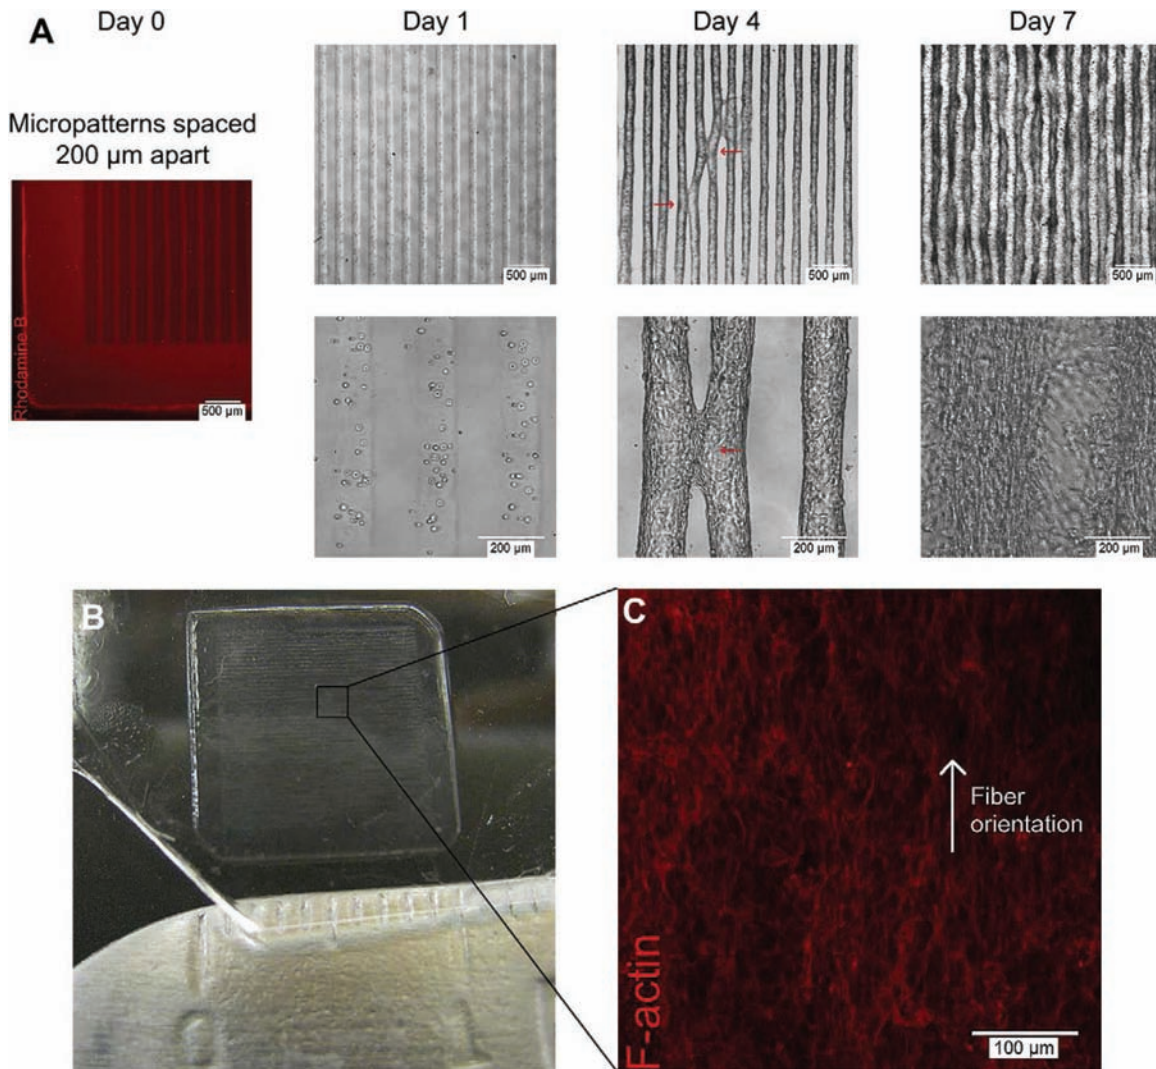 A
Day 0
Day 1
Day 4
Day 7
Micropatterns spaced
200 µm apart
Rhodamine B
500 µm
500 µm
500 µm
500 µm
200 µm
200 µm
200 µm
B
C
Fiber
orientation
F-actin
100 µm